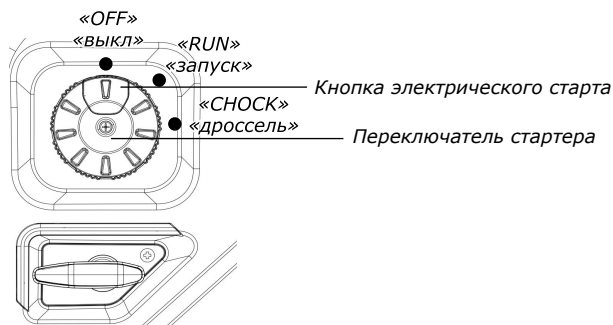 «OFF»
«выкл»
«RUN»
«запуск»
Кнопка электрического старта
«CHOCK»
«дроссель»
Переключатель стартера